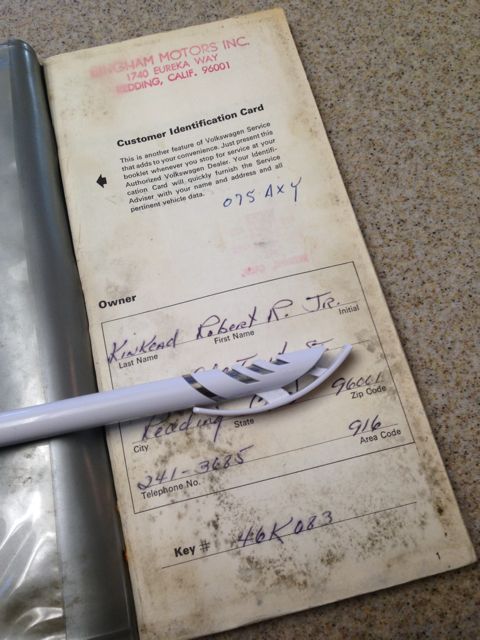 BINGHAM MOTORS INC.
1740 EUREKA WAY
REDDING, CALIF. 96001
Customer Identification Card
This is another feature of Volkswagen Service
that adds to your convenience. Just present this
booklet whenever you stop for service at your
Authorized Volkswagen Dealer. Your Identifi-
cation Card will quickly furnish the Service
Adviser with your name and address and all
pertinent vehicle data.
075 AXY
Owner
Kinkead Robert R. Jr.
Last Name First Name Initial
Redding 96001
City State Zip Code
241-3685 916
Telephone No. Area Code
Key # 46K083
1